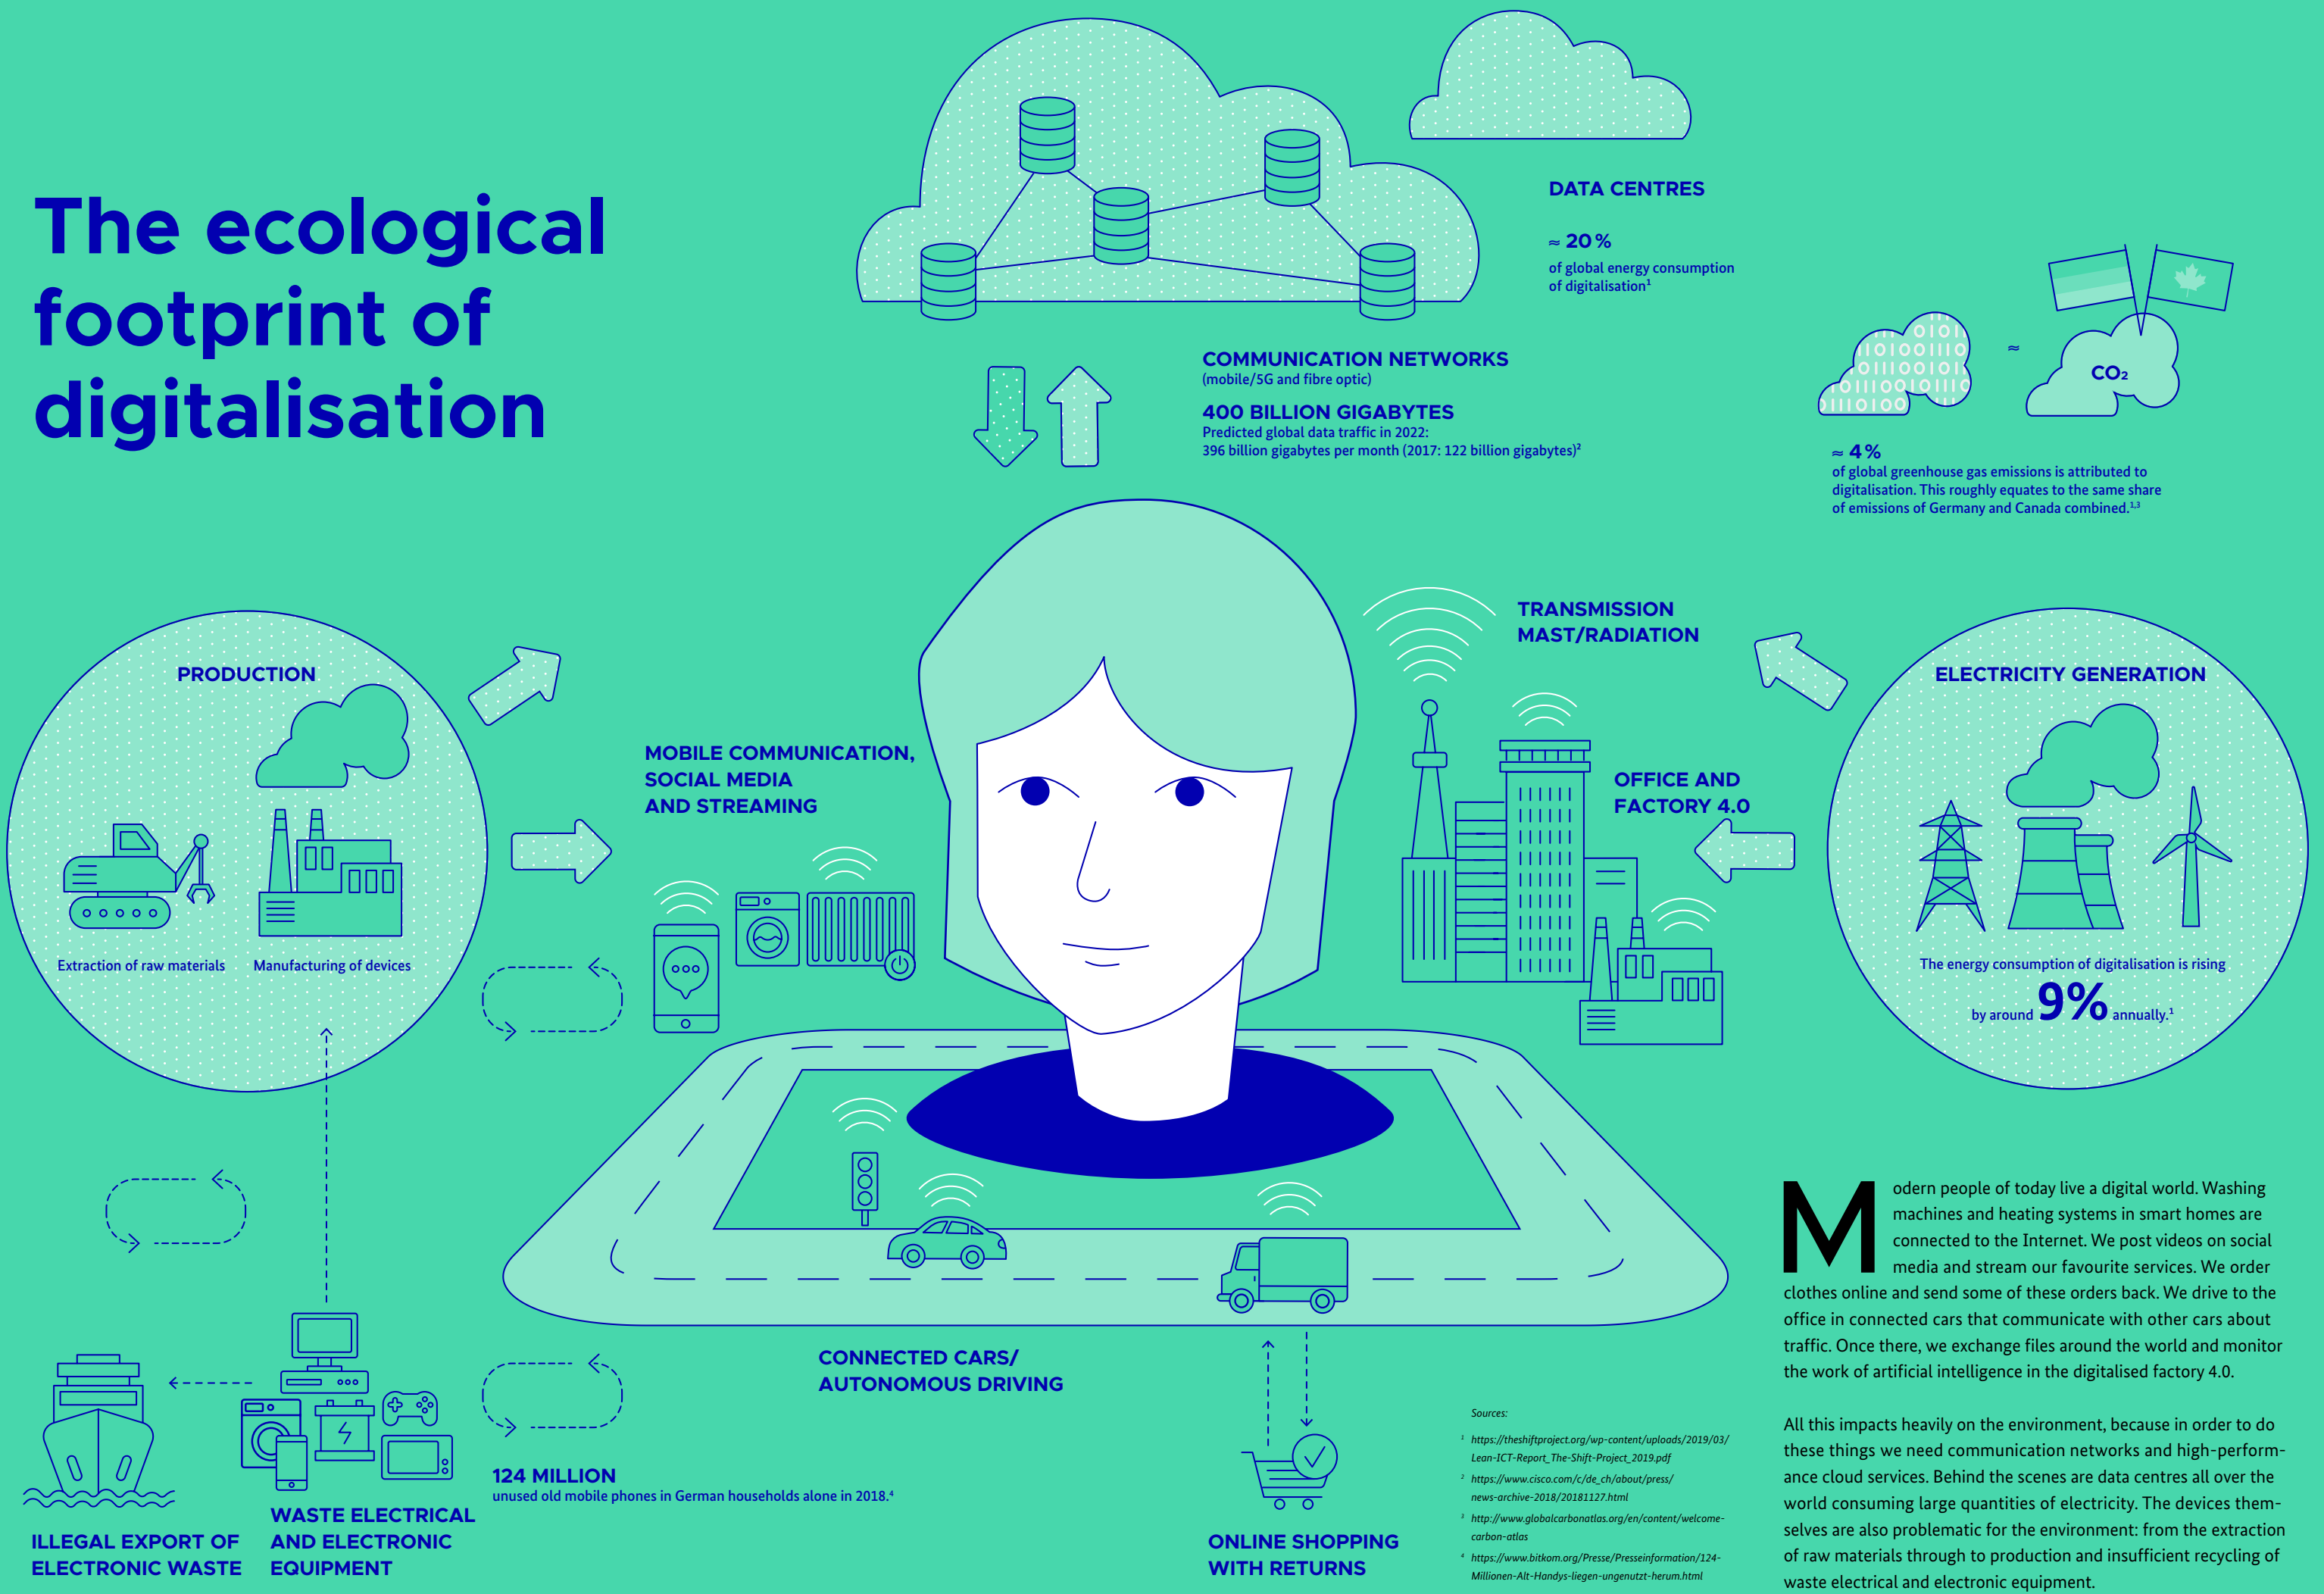 The ecological
footprint of
digitalisation
DATA CENTRES
≈ 20 %
of global energy consumption
of digitalisation¹
COMMUNICATION NETWORKS
(mobile/5G and fibre optic)
400 BILLION GIGABYTES
Predicted global data traffic in 2022:
396 billion gigabytes per month (2017: 122 billion gigabytes)²
≈
CO₂
≈ 4 %
of global greenhouse gas emissions is attributed to
digitalisation. This roughly equates to the same share
of emissions of Germany and Canada combined.¹,³
PRODUCTION
Extraction of raw materials
Manufacturing of devices
MOBILE COMMUNICATION,
SOCIAL MEDIA
AND STREAMING
TRANSMISSION
MAST/RADIATION
OFFICE AND
FACTORY 4.0
ELECTRICITY GENERATION
The energy consumption of digitalisation is rising
by around 9% annually.¹
CONNECTED CARS/
AUTONOMOUS DRIVING
124 MILLION
unused old mobile phones in German households alone in 2018.⁴
WASTE ELECTRICAL
AND ELECTRONIC
EQUIPMENT
ILLEGAL EXPORT OF
ELECTRONIC WASTE
ONLINE SHOPPING
WITH RETURNS
Sources:
¹ https://theshiftproject.org/wp-content/uploads/2019/03/
Lean-ICT-Report_The-Shift-Project_2019.pdf
² https://www.cisco.com/c/de_ch/about/press/
news-archive-2018/20181127.html
³ http://www.globalcarbonatlas.org/en/content/welcome-
carbon-atlas
⁴ https://www.bitkom.org/Presse/Presseinformation/124-
Millionen-Alt-Handys-liegen-ungenutzt-herum.html
Modern people of today live a digital world. Washing
machines and heating systems in smart homes are
connected to the Internet. We post videos on social
media and stream our favourite services. We order
clothes online and send some of these orders back. We drive to the
office in connected cars that communicate with other cars about
traffic. Once there, we exchange files around the world and monitor
the work of artificial intelligence in the digitalised factory 4.0.
All this impacts heavily on the environment, because in order to do
these things we need communication networks and high-perform-
ance cloud services. Behind the scenes are data centres all over the
world consuming large quantities of electricity. The devices them-
selves are also problematic for the environment: from the extraction
of raw materials through to production and insufficient recycling of
waste electrical and electronic equipment.